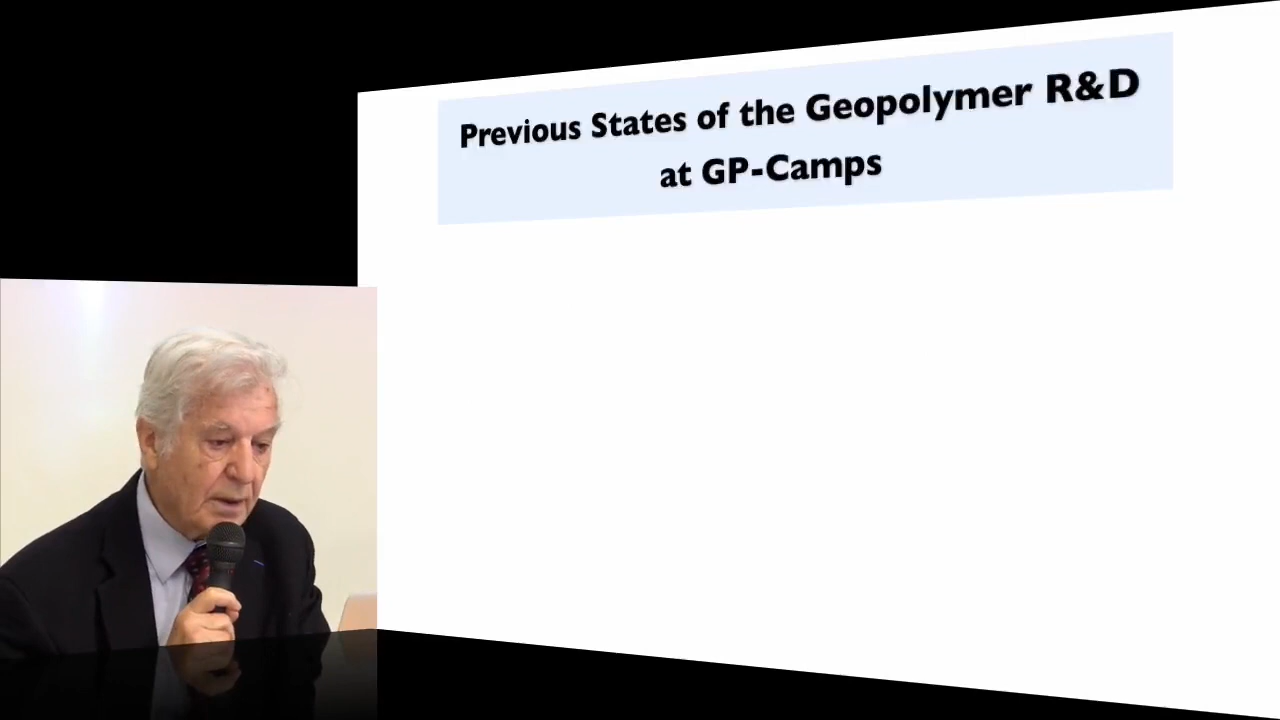 Previous States of the Geopolymer R&D
at GP-Camps